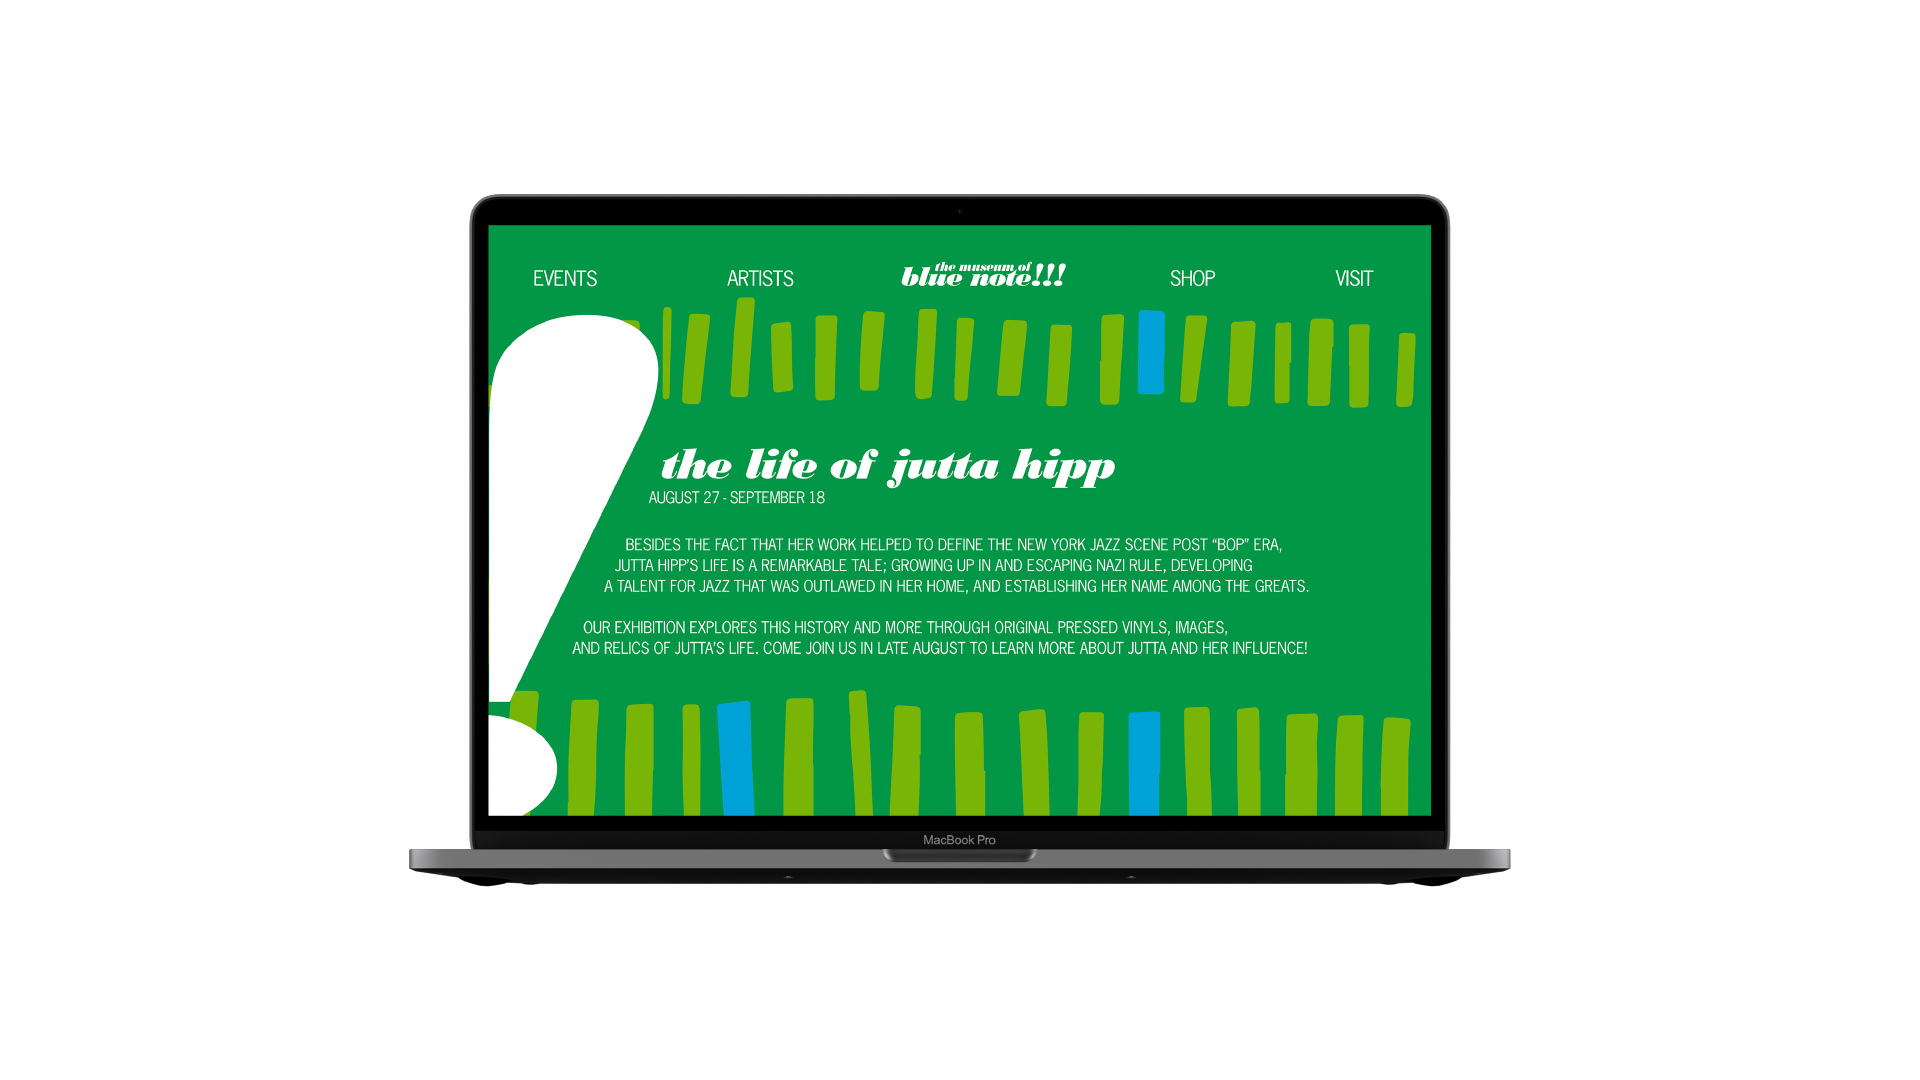 EVENTS
ARTISTS
the museum of
blue note!!!
SHOP
VISIT
the life of jutta hipp
AUGUST 27 - SEPTEMBER 18
BESIDES THE FACT THAT HER WORK HELPED TO DEFINE THE NEW YORK JAZZ SCENE POST “BOP” ERA,
JUTTA HIPP’S LIFE IS A REMARKABLE TALE; GROWING UP IN AND ESCAPING NAZI RULE, DEVELOPING
A TALENT FOR JAZZ THAT WAS OUTLAWED IN HER HOME, AND ESTABLISHING HER NAME AMONG THE GREATS.
OUR EXHIBITION EXPLORES THIS HISTORY AND MORE THROUGH ORIGINAL PRESSED VINYLS, IMAGES,
AND RELICS OF JUTTA’S LIFE. COME JOIN US IN LATE AUGUST TO LEARN MORE ABOUT JUTTA AND HER INFLUENCE!
MacBook Pro